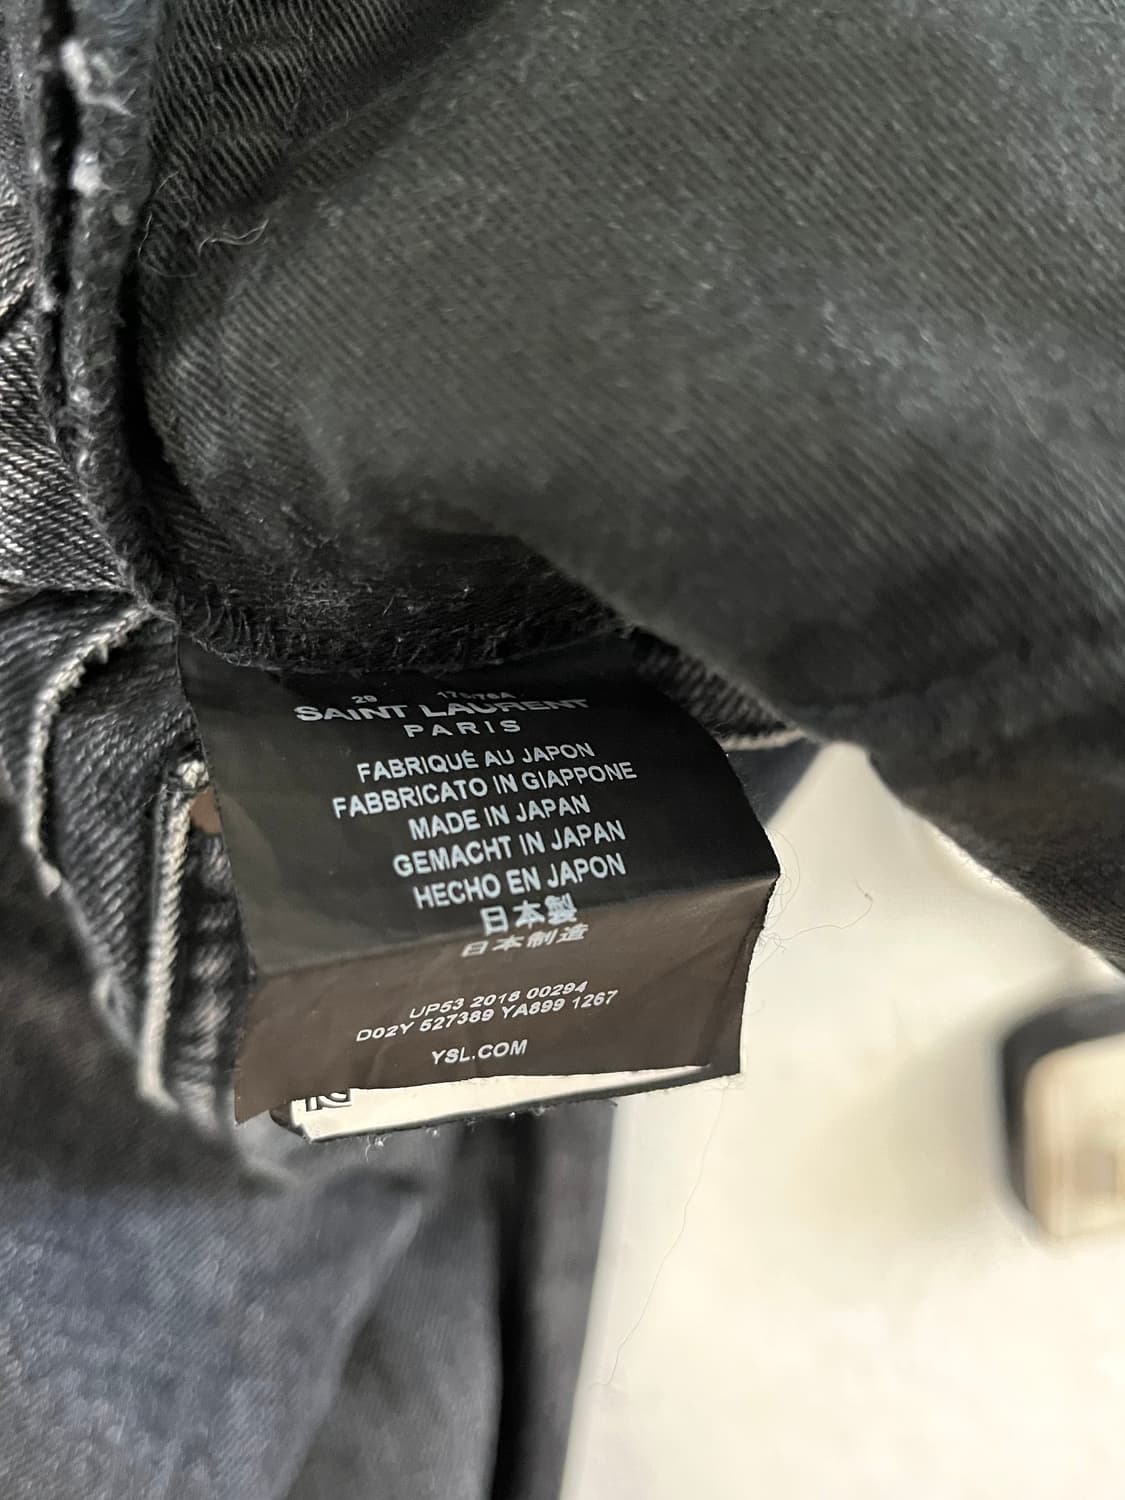 29
SAINT LAURENT
PARIS
FABRIQUÉ AU JAPON
FABBRICATO IN GIAPPONE
MADE IN JAPAN
GEMACHT IN JAPAN
HECHO EN JAPON
日本製
日本制造
UP53 2018 00294
D02Y 527389 YA899 1267
YSL.COM